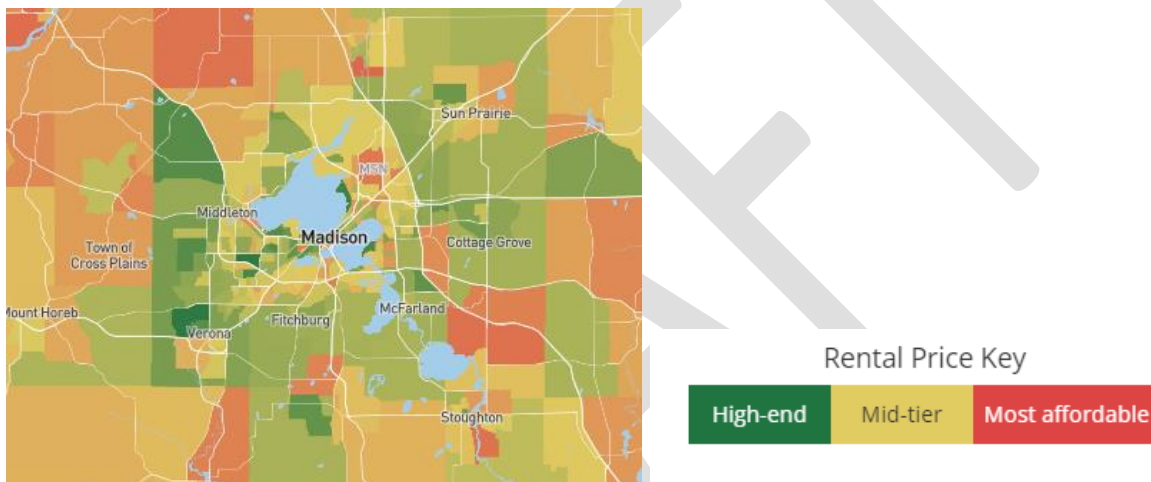 Sun Prairie
MSN
Middleton
Madison
Town of
Cross Plains
Cottage Grove
Mount Horeb
McFarland
Fitchburg
Verona
Stoughton
Rental Price Key
High-end
Mid-tier
Most affordable